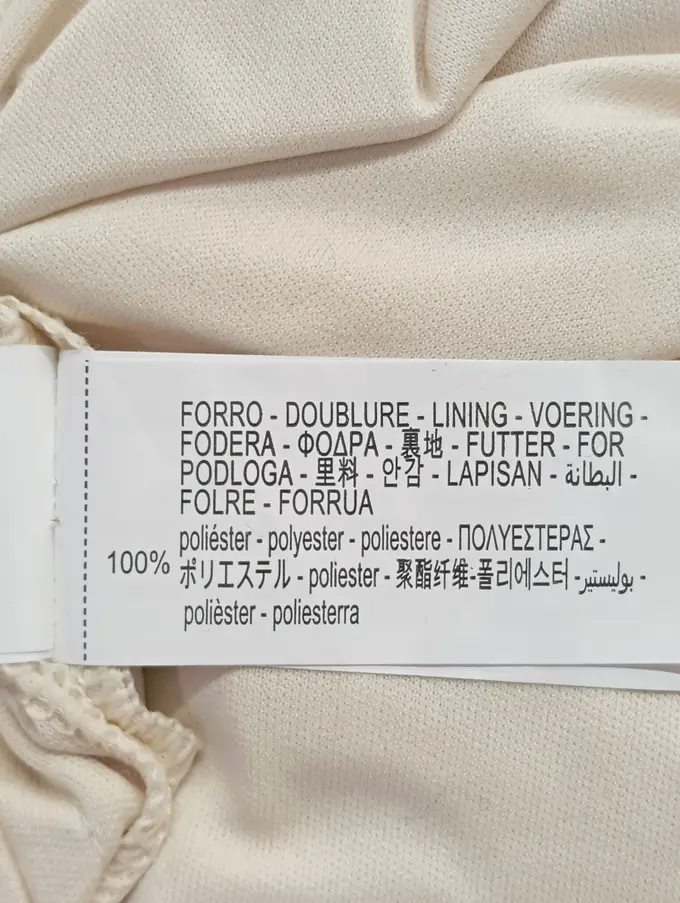 FORRO - DOUBLURE - LINING - VOERING -
FODERA - ΦΟΔΡΑ - 裏地 - FUTTER - FOR
PODLOGA - 里料 - 안감 - LAPISAN - البطانة -
FOLRE - FORRUA
poliéster - polyester - poliestere - ΠΟΛΥΕΣΤΕΡΑΣ -
100% ポリエステル - poliester - 聚酯纤维-폴리에스터 -بوليستير -
polièster - poliesterra